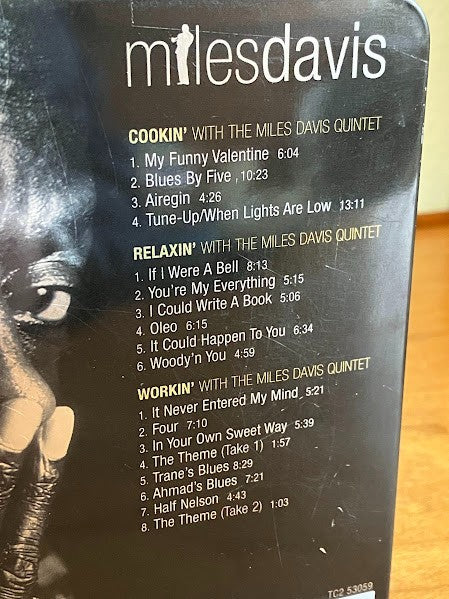 milesdavis
COOKIN' WITH THE MILES DAVIS QUINTET
1. My Funny Valentine 6:04
2. Blues By Five , 10:23
3. Airegin 4:26
4. Tune-Up/When Lights Are Low 13:11
RELAXIN' WITH THE MILES DAVIS QUINTET
1. If I Were A Bell 8:13
2. You're My Everything 5:15
3. I Could Write A Book 5:06
4. Oleo 6:15
5. It Could Happen To You 6:34
6. Woody'n You 4:59
WORKIN' WITH THE MILES DAVIS QUINTET
1. It Never Entered My Mind 5:21
2. Four 7:10
3. In Your Own Sweet Way 5:39
4. The Theme (Take 1) 1:57
5. Trane's Blues 8:29
6. Ahmad's Blues 7:21
7. Half Nelson 4:43
8. The Theme (Take 2) 1:03
TC2 53059